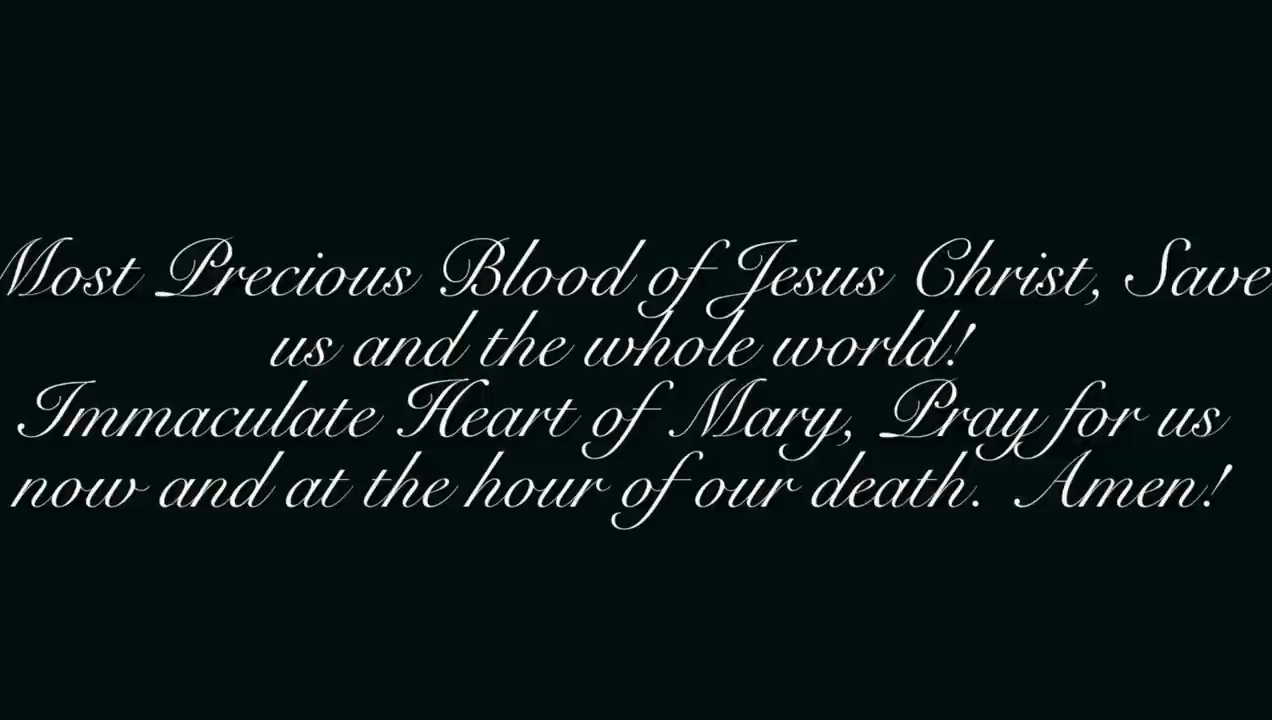 Most Precious Blood of Jesus Christ, Save
us and the whole world!
Immaculate Heart of Mary, Pray for us
now and at the hour of our death. Amen!